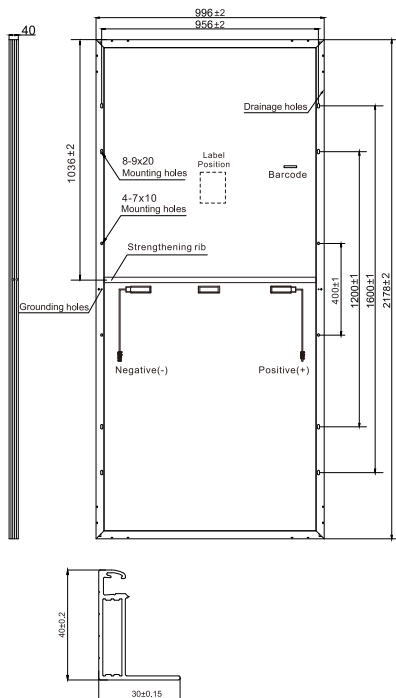 996±2
956±2
40
Drainage holes
1036±2
8-9x20
Mounting holes
Label
Position
Barcode
4-7x10
Mounting holes
Strengthening rib
400±1
1200±1
1600±1
2178±2
Grounding holes
Negative(-)
Positive(+)
40±0.2
30±0.15